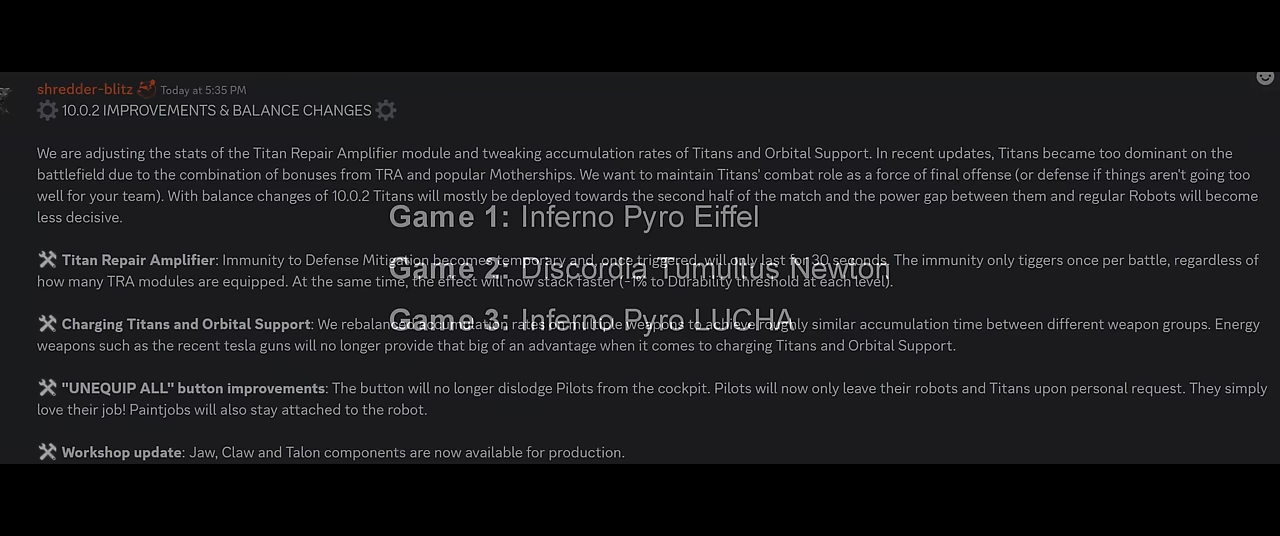 shredder-blitz Today at 5:35 PM
10.0.2 IMPROVEMENTS & BALANCE CHANGES
We are adjusting the stats of the Titan Repair Amplifier module and tweaking accumulation rates of Titans and Orbital Support. In recent updates, Titans became too dominant on the
battlefield due to the combination of bonuses from TRA and popular Motherships. We want to maintain Titans' combat role as a force of final offense (or defense if things aren't going too
well for your team). With balance changes of 10.0.2 Titans will mostly be deployed towards the second half of the match and the power gap between them and regular Robots will become
less decisive.
Game 1: Inferno Pyro Eiffel
Titan Repair Amplifier: Immunity to Defense Mitigation becomes temporary and, once triggered, will only last for 30 seconds. The immunity only tiggers once per battle, regardless of
Game 2: Discordia Tumultus Newton
how many TRA modules are equipped. At the same time, the effect will now stack faster (-1% to Durability threshold at each level).
Game 3: Inferno Pyro LUCHA
Charging Titans and Orbital Support: We rebalanced accumulation rates on multiple weapons to achieve roughly similar accumulation time between different weapon groups. Energy
weapons such as the recent tesla guns will no longer provide that big of an advantage when it comes to charging Titans and Orbital Support.
"UNEQUIP ALL" button improvements: The button will no longer dislodge Pilots from the cockpit. Pilots will now only leave their robots and Titans upon personal request. They simply
love their job! Paintjobs will also stay attached to the robot.
Workshop update: Jaw, Claw and Talon components are now available for production.